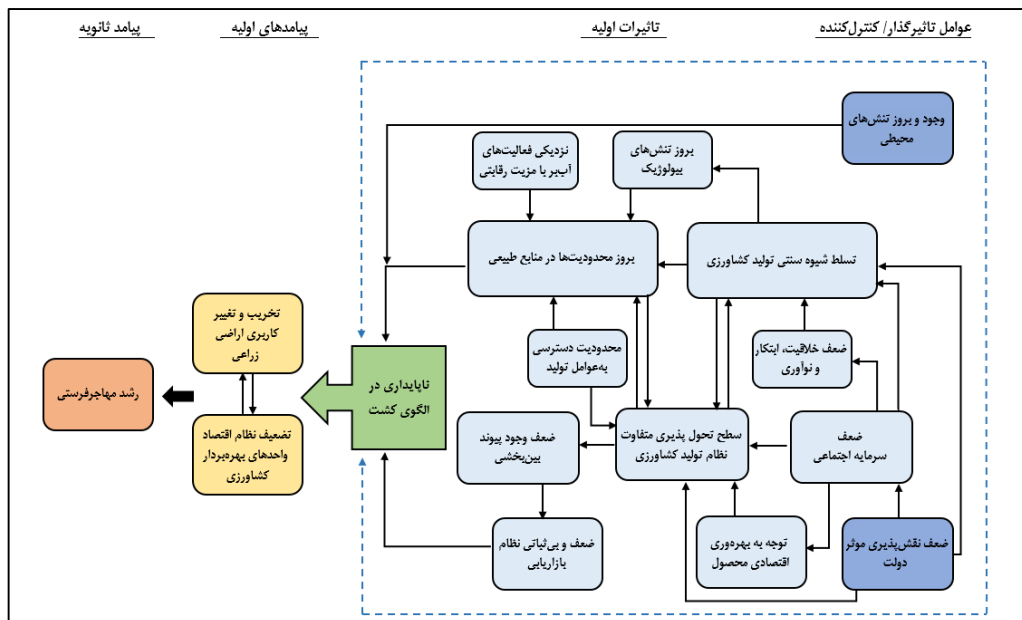 عوامل تاثیرگذار/ کنترل‌کننده
تاثیرات اولیه
پیامدهای اولیه
پیامد ثانویه
وجود و بروز تنش‌های
محیطی
بروز تنش‌های
بیولوژیک
نزدیکی فعالیت‌های
آب‌بر با مزیت رقابتی
تسلط شیوه سنتی تولید کشاورزی
بروز محدودیت‌ها در منابع طبیعی
ضعف خلاقیت، ابتکار
و نوآوری
محدودیت دسترسی
به‌عوامل تولید
ضعف
سرمایه اجتماعی
سطح تحول پذیری متفاوت
نظام تولید کشاورزی
ضعف وجود پیوند
بین‌بخشی
ضعف نقش‌پذیری موثر
دولت
توجه به بهره‌وری
اقتصادی محصول
ضعف و بی‌ثباتی نظام
بازاریابی
ناپایداری در
الگوی کشت
تخریب و تغییر
کاربری اراضی
زراعی
تضعیف نظام اقتصاد
واحدهای بهره‌بردار
کشاورزی
رشد مهاجرفرستی